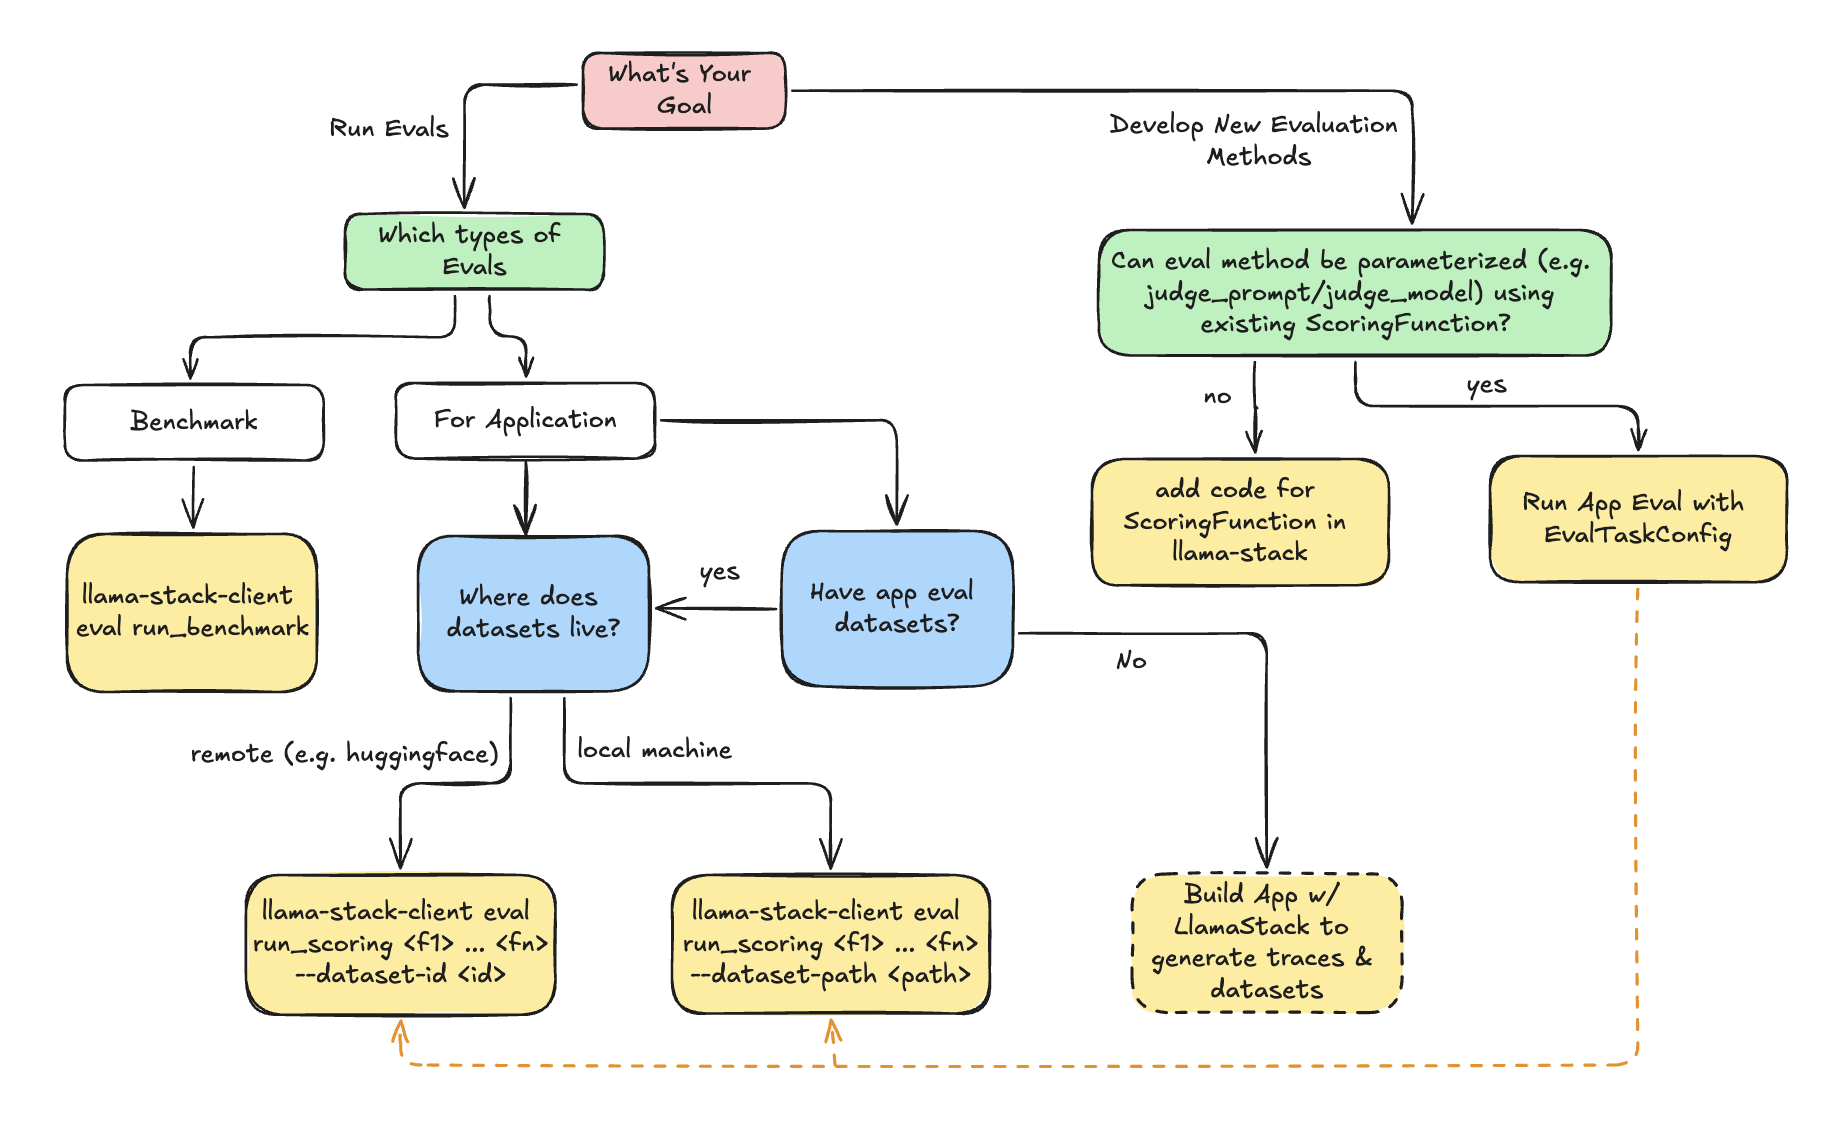 What's Your
Goal
Run Evals
Develop New Evaluation
Methods
Which types of
Evals
Can eval method be parameterized (e.g.
judge_prompt/judge_model) using
existing ScoringFunction?
no
yes
Benchmark
For Application
add code for
ScoringFunction in
llama-stack
Run App Eval with
EvalTaskConfig
llama-stack-client
eval run_benchmark
Where does
datasets live?
yes
Have app eval
datasets?
No
remote (e.g. huggingface)
local machine
llama-stack-client eval
run_scoring <f1> ... <fn>
--dataset-id <id>
llama-stack-client eval
run_scoring <f1> ... <fn>
--dataset-path <path>
Build App w/
LlamaStack to
generate traces &
datasets